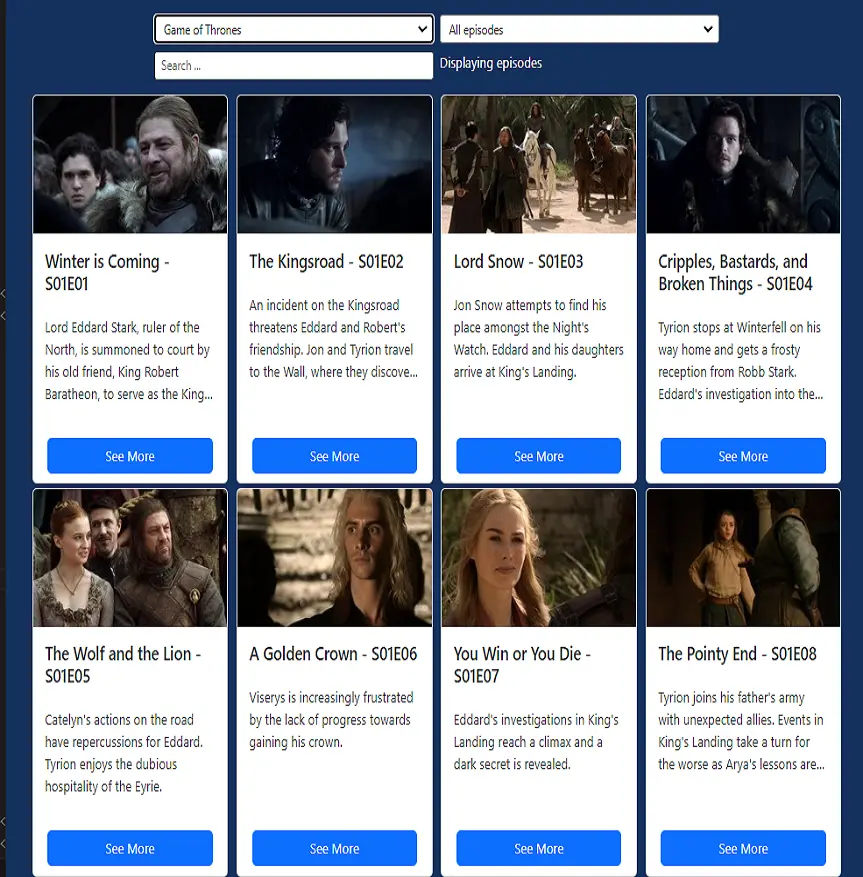 Game of Thrones
All episodes
Search ...
Displaying episodes
Winter is Coming -
S01E01
Lord Eddard Stark, ruler of the
North, is summoned to court by
his old friend, King Robert
Baratheon, to serve as the King...
See More
The Kingsroad - S01E02
An incident on the Kingsroad
threatens Eddard and Robert's
friendship. Jon and Tyrion travel
to the Wall, where they discove...
See More
Lord Snow - S01E03
Jon Snow attempts to find his
place amongst the Night's
Watch. Eddard and his daughters
arrive at King's Landing.
See More
Cripples, Bastards, and
Broken Things - S01E04
Tyrion stops at Winterfell on his
way home and gets a frosty
reception from Robb Stark.
Eddard's investigation into the...
See More
The Wolf and the Lion -
S01E05
Catelyn's actions on the road
have repercussions for Eddard.
Tyrion enjoys the dubious
hospitality of the Eyrie.
See More
A Golden Crown - S01E06
Viserys is increasingly frustrated
by the lack of progress towards
gaining his crown.
See More
You Win or You Die -
S01E07
Eddard's investigations in King's
Landing reach a climax and a
dark secret is revealed.
See More
The Pointy End - S01E08
Tyrion joins his father's army
with unexpected allies. Events in
King's Landing take a turn for
the worse as Arya's lessons are...
See More